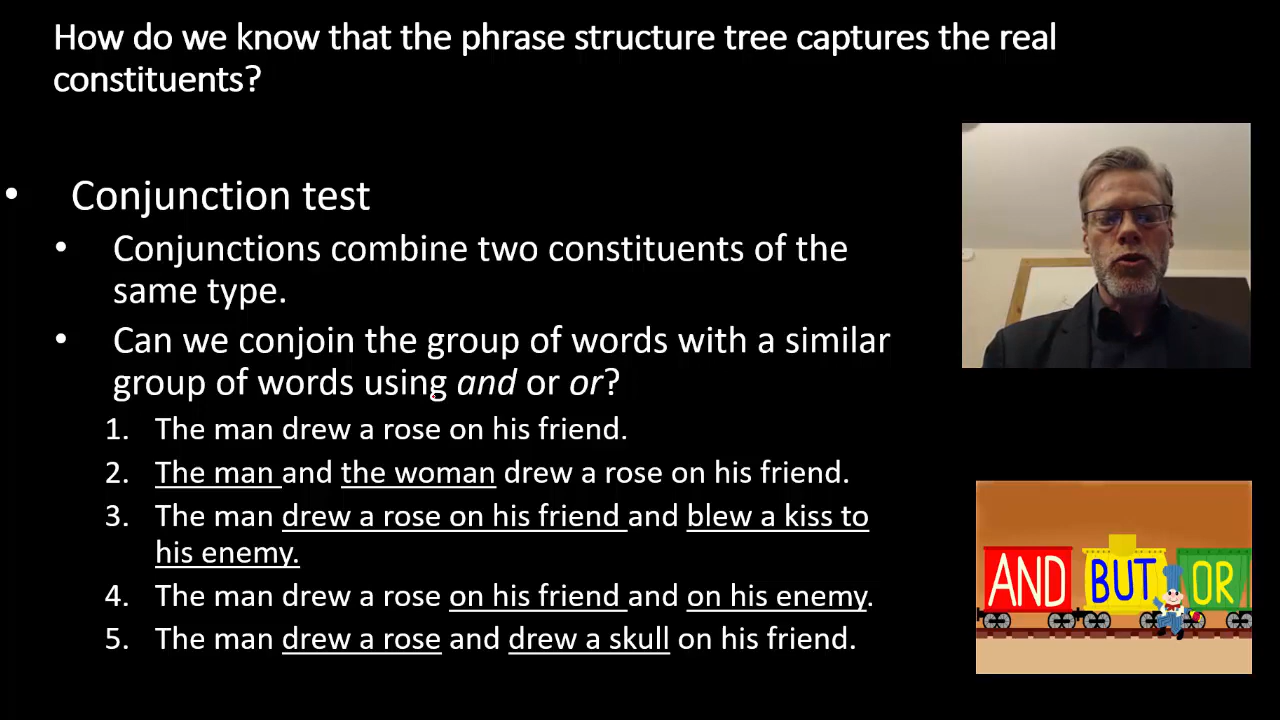 How do we know that the phrase structure tree captures the real
constituents?
• Conjunction test
• Conjunctions combine two constituents of the
same type.
• Can we conjoin the group of words with a similar
group of words using and or or?
1. The man drew a rose on his friend.
2. The man and the woman drew a rose on his friend.
3. The man drew a rose on his friend and blew a kiss to
his enemy.
4. The man drew a rose on his friend and on his enemy.
5. The man drew a rose and drew a skull on his friend.
AND BUT OR